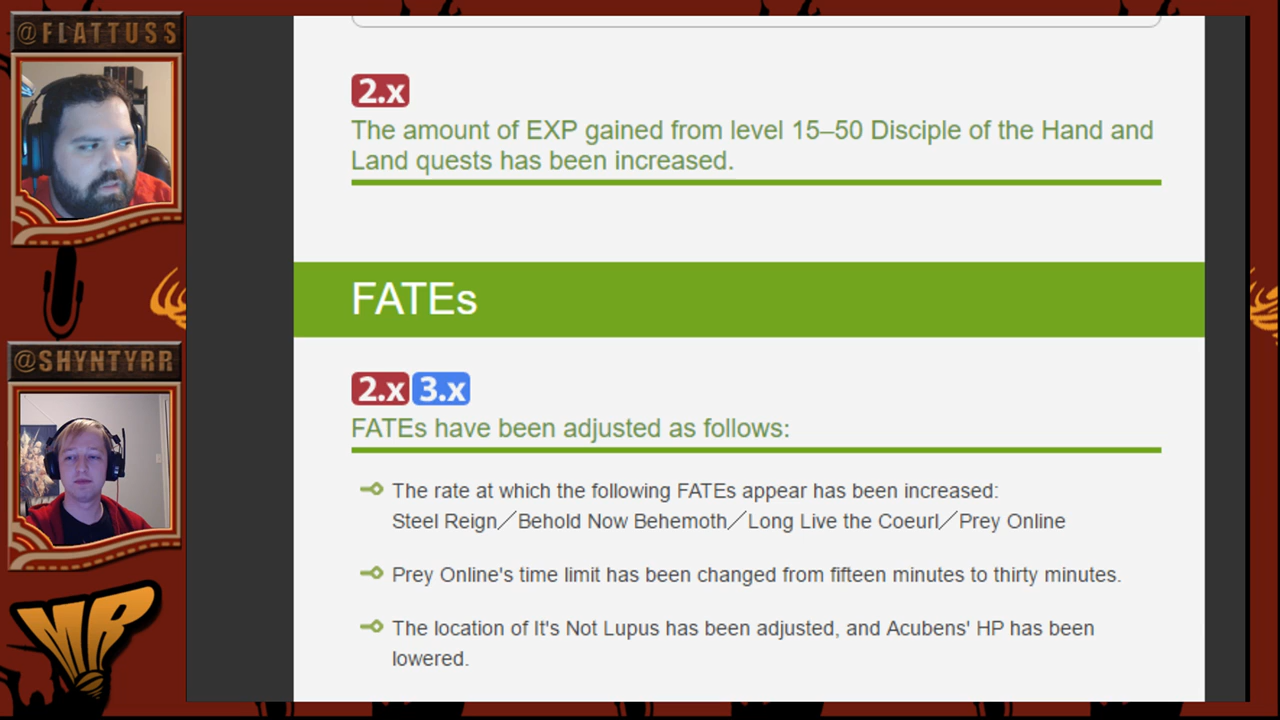 @FLATTUSS
2.x
The amount of EXP gained from level 15–50 Disciple of the Hand and
Land quests has been increased.
FATEs
@SHYNTYRR
2.x 3.x
FATEs have been adjusted as follows:
The rate at which the following FATEs appear has been increased:
Steel Reign／Behold Now Behemoth／Long Live the Coeurl／Prey Online
Prey Online's time limit has been changed from fifteen minutes to thirty minutes.
The location of It's Not Lupus has been adjusted, and Acubens' HP has been
lowered.
MR